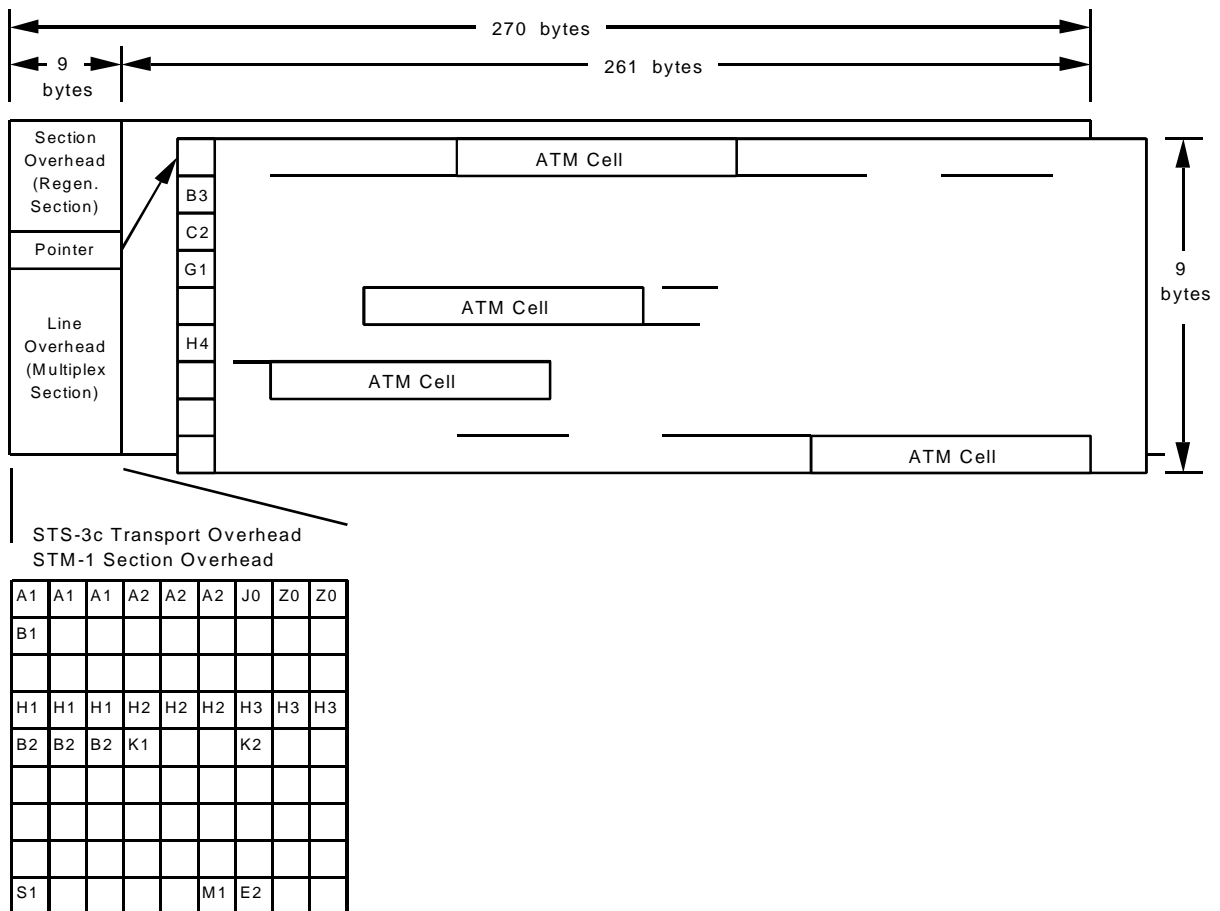 270 bytes
9
bytes
261 bytes
Section
Overhead
(Regen.
Section)
Pointer
Line
Overhead
(Multiplex
Section)
B3
C2
G1
H4
ATM Cell
ATM Cell
ATM Cell
ATM Cell
9
bytes
STS-3c Transport Overhead
STM-1 Section Overhead
A1 A1 A1 A2 A2 A2 J0 Z0 Z0
B1
H1 H1 H1 H2 H2 H2 H3 H3 H3
B2 B2 B2 K1 K2
S1 M1 E2